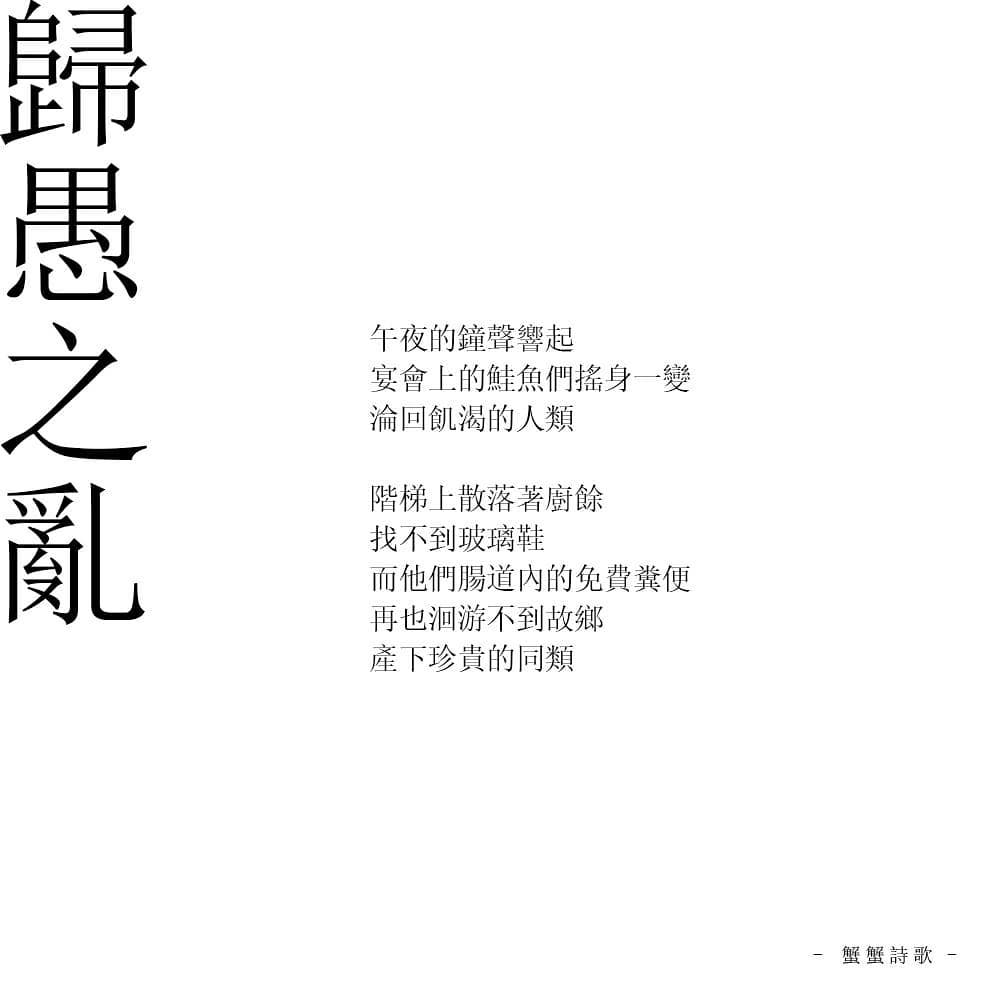 歸愚之亂
午夜的鐘聲響起
宴會上的鮭魚們搖身一變
淪回飢渴的人類
階梯上散落著廚餘
找不到玻璃鞋
而他們腸道內的免費糞便
再也洄游不到故鄉
產下珍貴的同類
- 蟹蟹詩歌 -